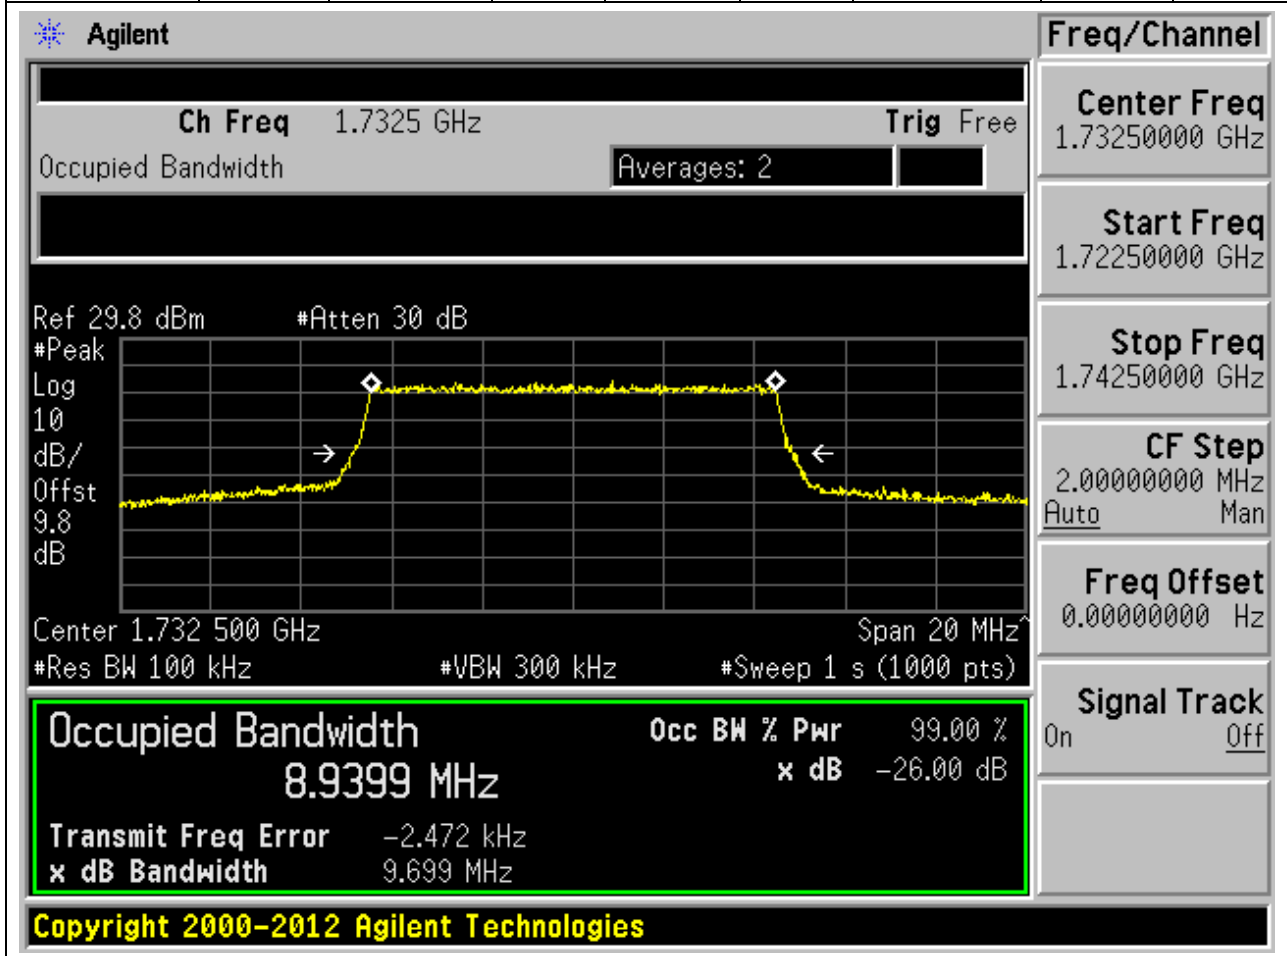 Agilent
Freq/Channel
Ch Freq 1.7325 GHz Trig Free
Occupied Bandwidth Averages: 2
Center Freq
1.73250000 GHz
Start Freq
1.72250000 GHz
Stop Freq
1.74250000 GHz
CF Step
2.00000000 MHz
Auto Man
Freq Offset
0.00000000 Hz
Signal Track
On Off
Ref 29.8 dBm #Atten 30 dB
#Peak
Log
10
dB/
Offst
9.8
dB
Center 1.732 500 GHz Span 20 MHz^
#Res BW 100 kHz #VBW 300 kHz #Sweep 1 s (1000 pts)
Occupied Bandwidth
8.9399 MHz
Occ BW % Pwr 99.00 %
x dB -26.00 dB
Transmit Freq Error -2.472 kHz
x dB Bandwidth 9.699 MHz
Copyright 2000-2012 Agilent Technologies